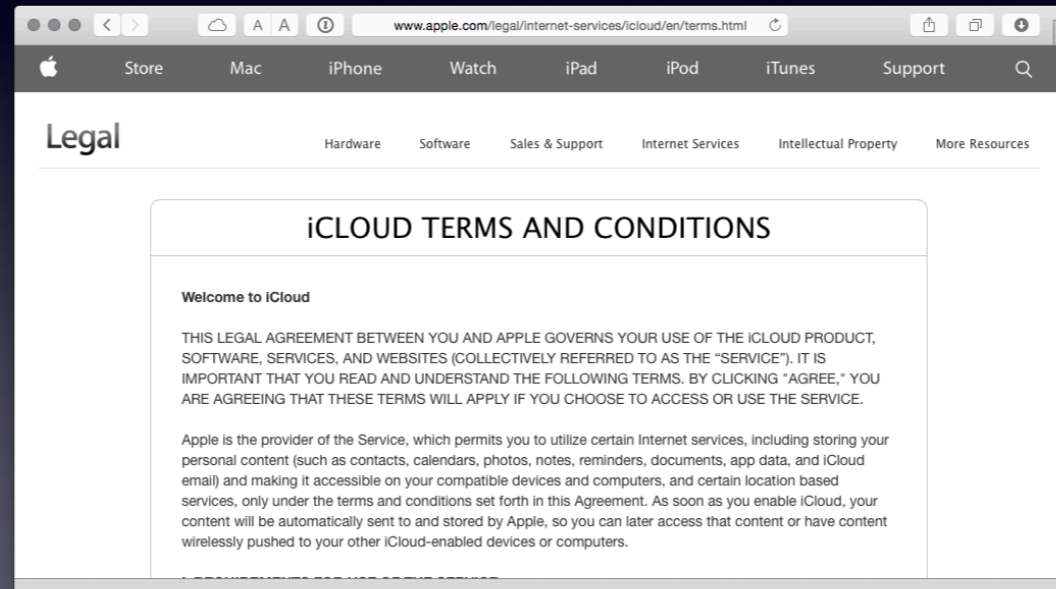 A A
www.apple.com/legal/internet-services/icloud/en/terms.html
Store Mac iPhone Watch iPad iPod iTunes Support
Legal
Hardware Software Sales & Support Internet Services Intellectual Property More Resources
iCLOUD TERMS AND CONDITIONS
Welcome to iCloud
THIS LEGAL AGREEMENT BETWEEN YOU AND APPLE GOVERNS YOUR USE OF THE iCLOUD PRODUCT,
SOFTWARE, SERVICES, AND WEBSITES (COLLECTIVELY REFERRED TO AS THE “SERVICE”). IT IS
IMPORTANT THAT YOU READ AND UNDERSTAND THE FOLLOWING TERMS. BY CLICKING "AGREE," YOU
ARE AGREEING THAT THESE TERMS WILL APPLY IF YOU CHOOSE TO ACCESS OR USE THE SERVICE.
Apple is the provider of the Service, which permits you to utilize certain Internet services, including storing your
personal content (such as contacts, calendars, photos, notes, reminders, documents, app data, and iCloud
email) and making it accessible on your compatible devices and computers, and certain location based
services, only under the terms and conditions set forth in this Agreement. As soon as you enable iCloud, your
content will be automatically sent to and stored by Apple, so you can later access that content or have content
wirelessly pushed to your other iCloud-enabled devices or computers.